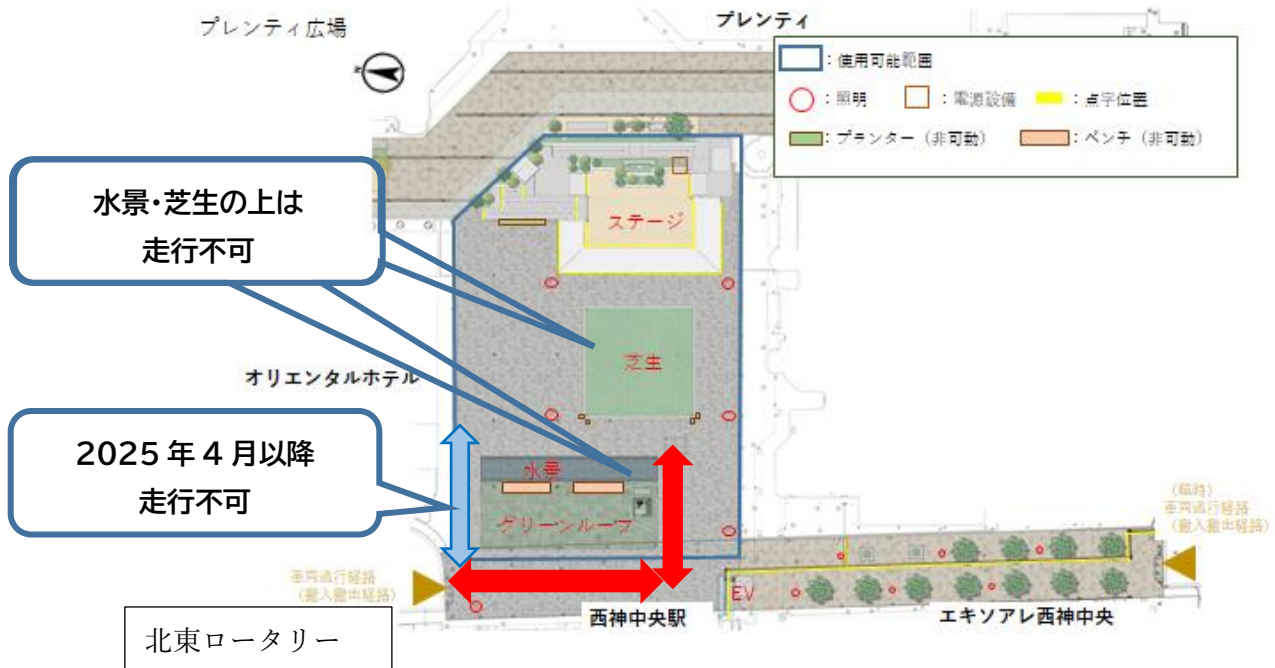 プレンティ広場
プレンティ
：使用可能範囲
：照明 ：電源設備 ：点字位置
：プランター（非可動） ：ベンチ（非可動）
水景・芝生の上は
走行不可
ステージ
芝生
オリエンタルホテル
2025年4月以降
走行不可
水景
グリーンルーフ
（臨時）
車両通行経路
（搬入搬出経路）
車両通行経路
（搬入搬出経路）
EV
西神中央駅
エキソアレ西神中央
北東ロータリー